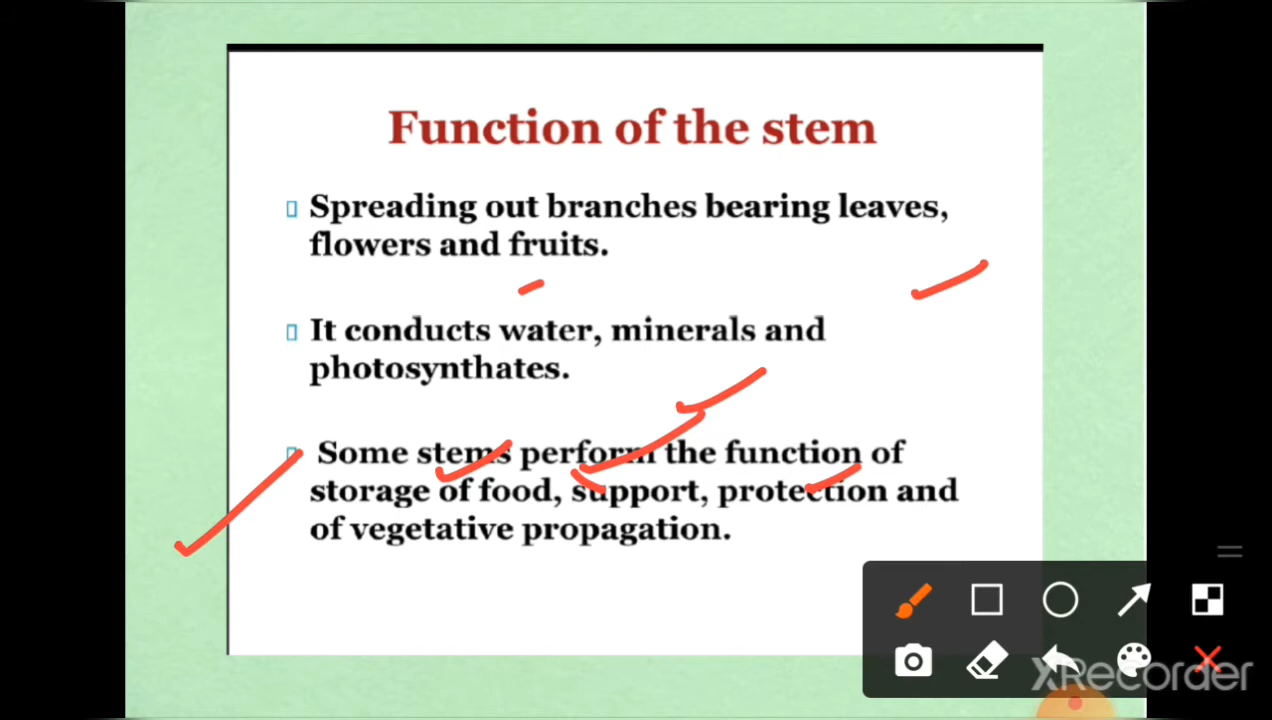 Function of the stem
Spreading out branches bearing leaves,
flowers and fruits.
It conducts water, minerals and
photosynthates.
Some stems perform the function of
storage of food, support, protection and
of vegetative propagation.
XRecorder